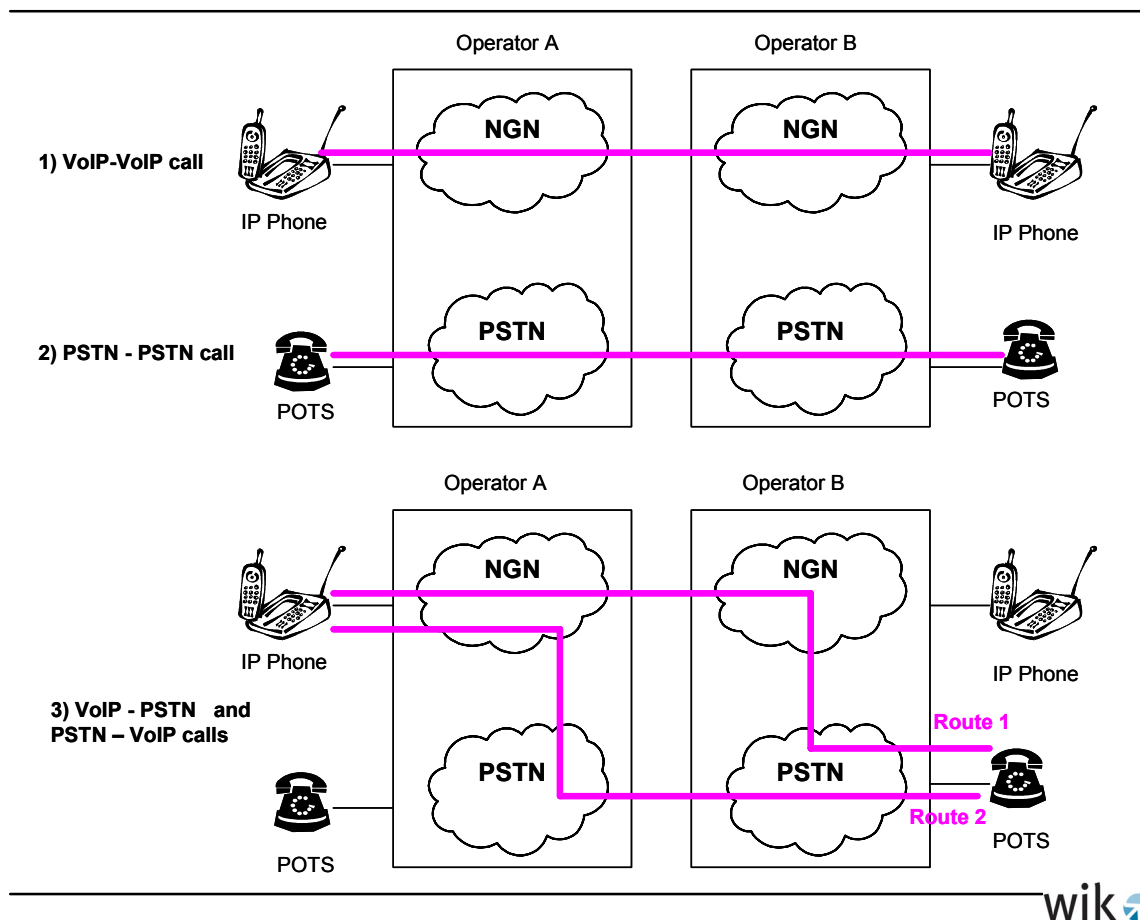 Operator A
Operator B
NGN
NGN
1) VoIP-VoIP call
IP Phone
IP Phone
PSTN
PSTN
2) PSTN - PSTN call
POTS
POTS
Operator A
Operator B
NGN
NGN
IP Phone
IP Phone
3) VoIP - PSTN and
PSTN – VoIP calls
Route 1
PSTN
PSTN
Route 2
POTS
POTS
wik